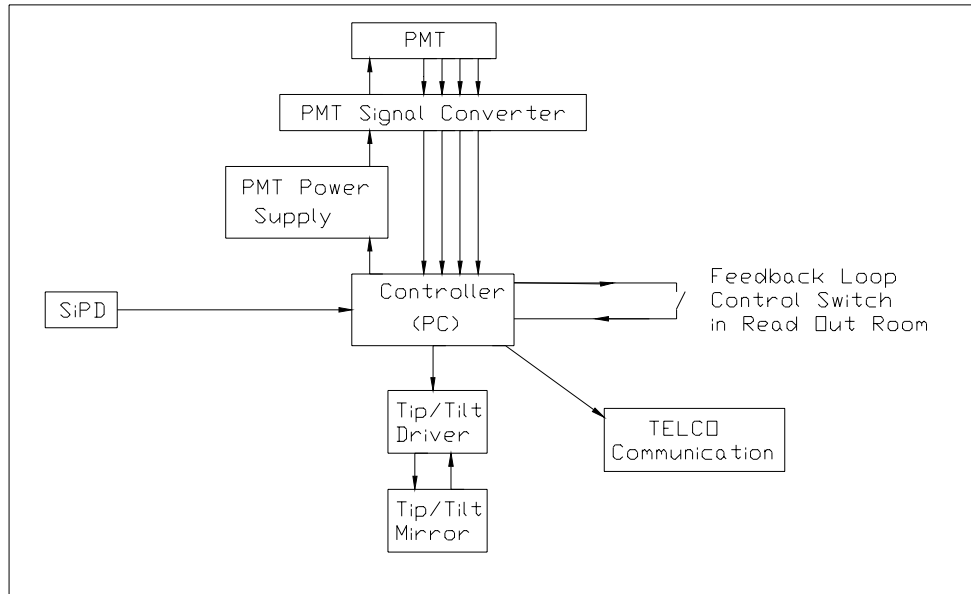 PMT
PMT Signal Converter
PMT Power
Supply
Controller
(PC)
Feedback Loop
Control Switch
in Read Out Room
SiPD
Tip/Tilt
Driver
TELCO
Communication
Tip/Tilt
Mirror